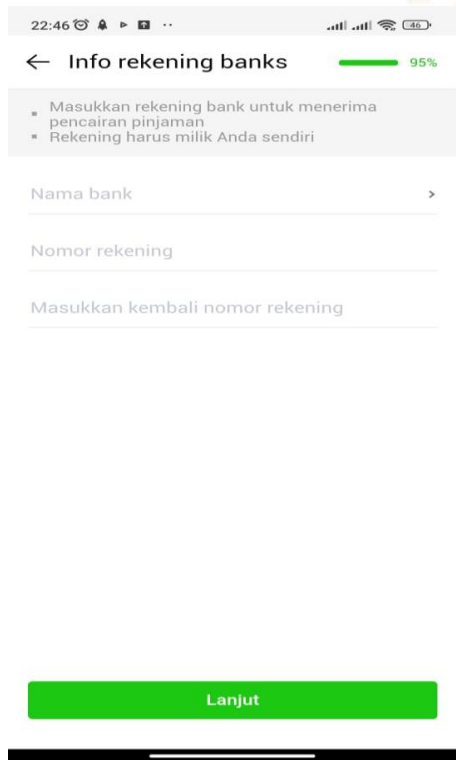 22:46
46
Info rekening banks
95%
Masukkan rekening bank untuk menerima
pencairan pinjaman
Rekening harus milik Anda sendiri
Nama bank
Nomor rekening
Masukkan kembali nomor rekening
Lanjut